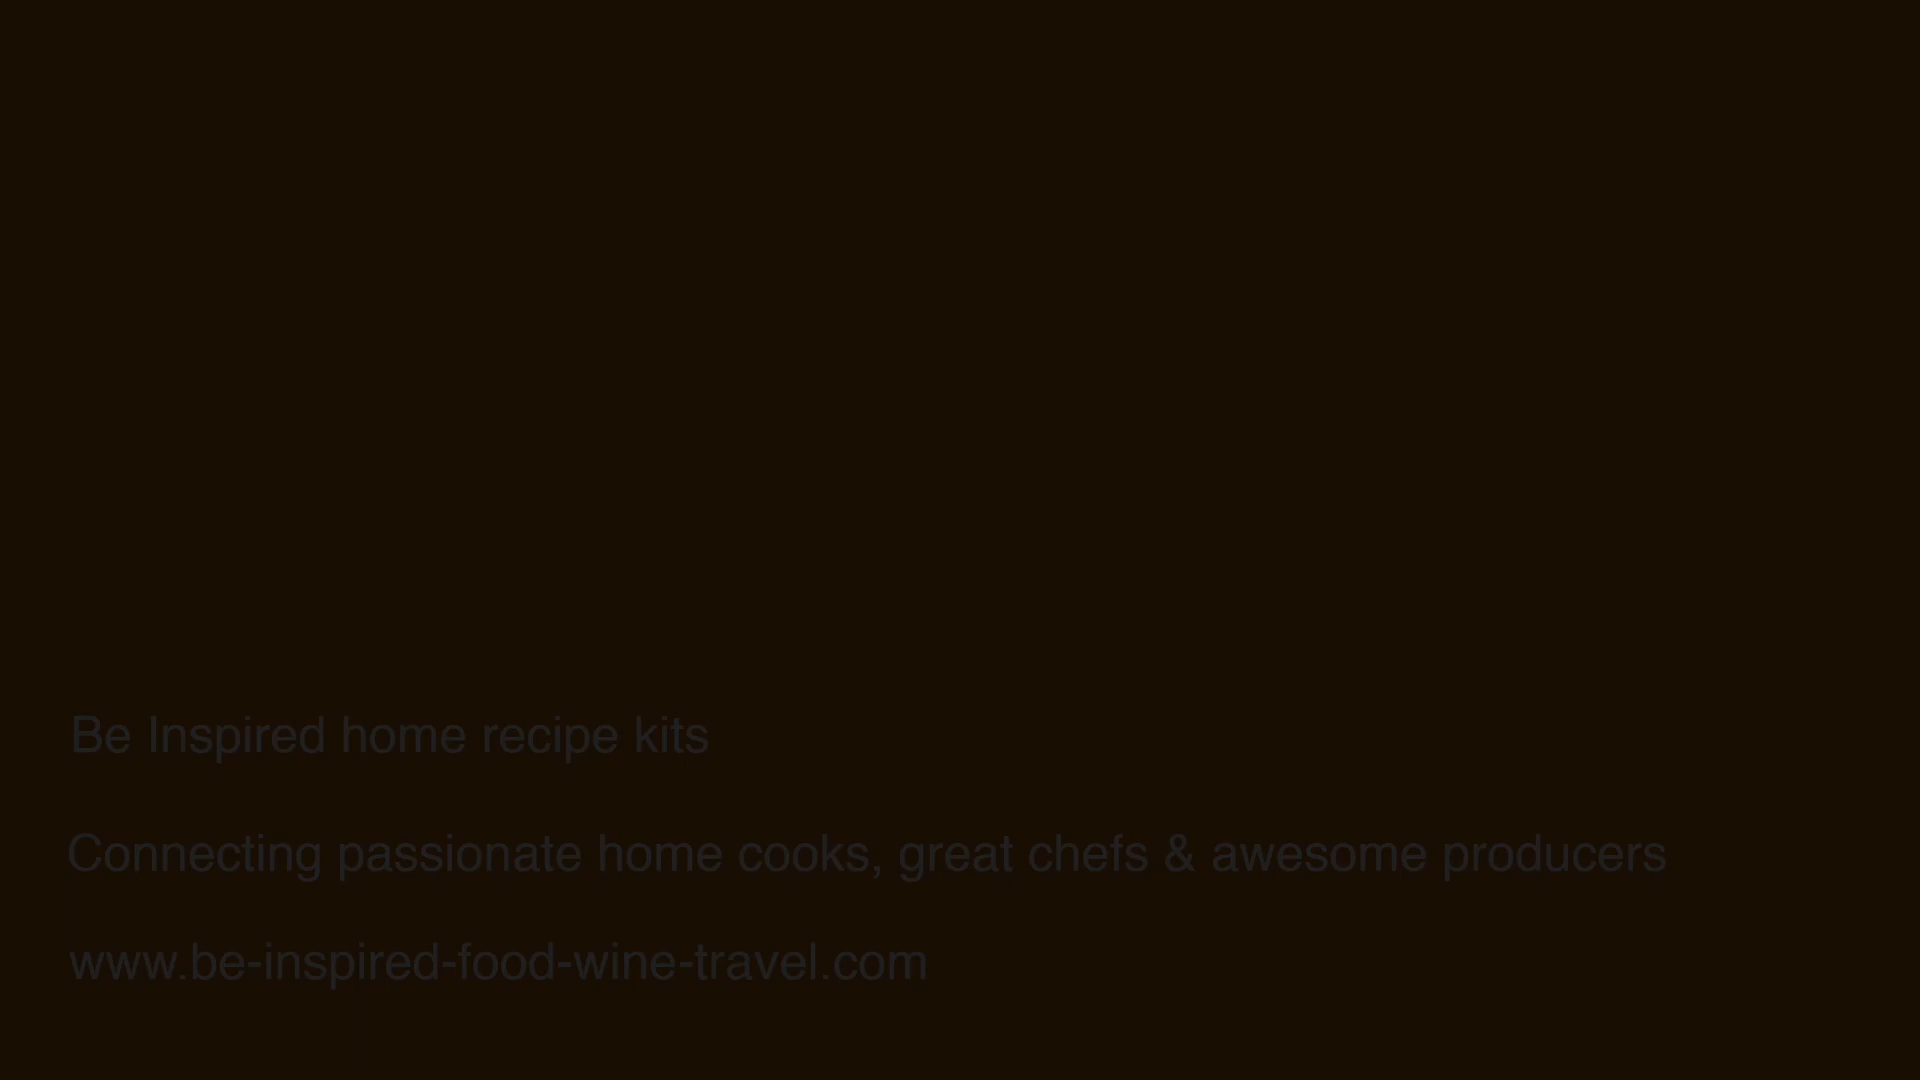 Be Inspired home recipe kits
Connecting passionate home cooks, great chefs & awesome producers
www.be-inspired-food-wine-travel.com